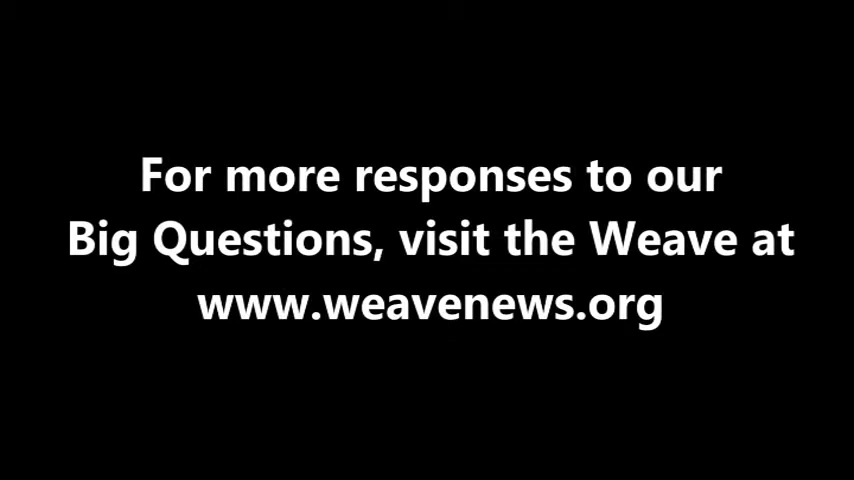 For more responses to our
Big Questions, visit the Weave at
www.weavenews.org